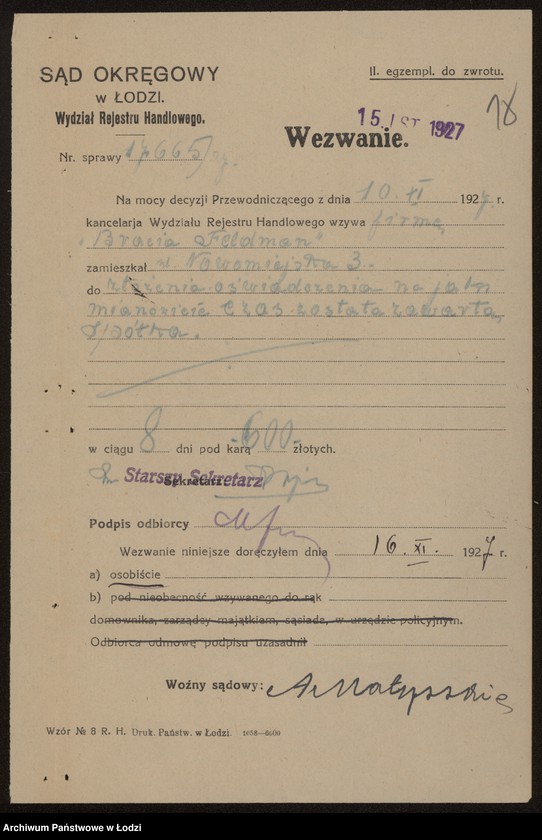 SĄD OKRĘGOWY
w ŁODZI.
Wydział Rejestru Handlowego.
II. egzempl. do zwrotu.
18
15 LIST 1927
Wezwanie.
Nr. sprawy 17665/
Na mocy decyzji Przewodniczącego z dnia 10. XI 1927. r.
kancelarja Wydziału Rejestru Handlowego wzywa firmę
"Bracia Feldman"
zamieszkał ul. Nowomiejska 3.
do złożenia oświadczenia na jaki
mianowicie czas została zawarta
spółka.
w ciągu 8 dni pod karą -600- złotych.
Starszy Sekretarz
Sekretarz
Podpis odbiorcy
Wezwanie niniejsze doręczyłem dnia 16. XI. 1927 r.
a) osobiście
b) pod nieobecność wzywanego do rąk
domownika, zarządcy majątkiem, sąsiada, w urzędzie policyjnym.
Odbiorca odmowę podpisu uzasadnił
Woźny sądowy:
Wzór № 8 R. H. Druk. Państw. w Łodzi. 1058—6000
Archiwum Państwowe w Łodzi